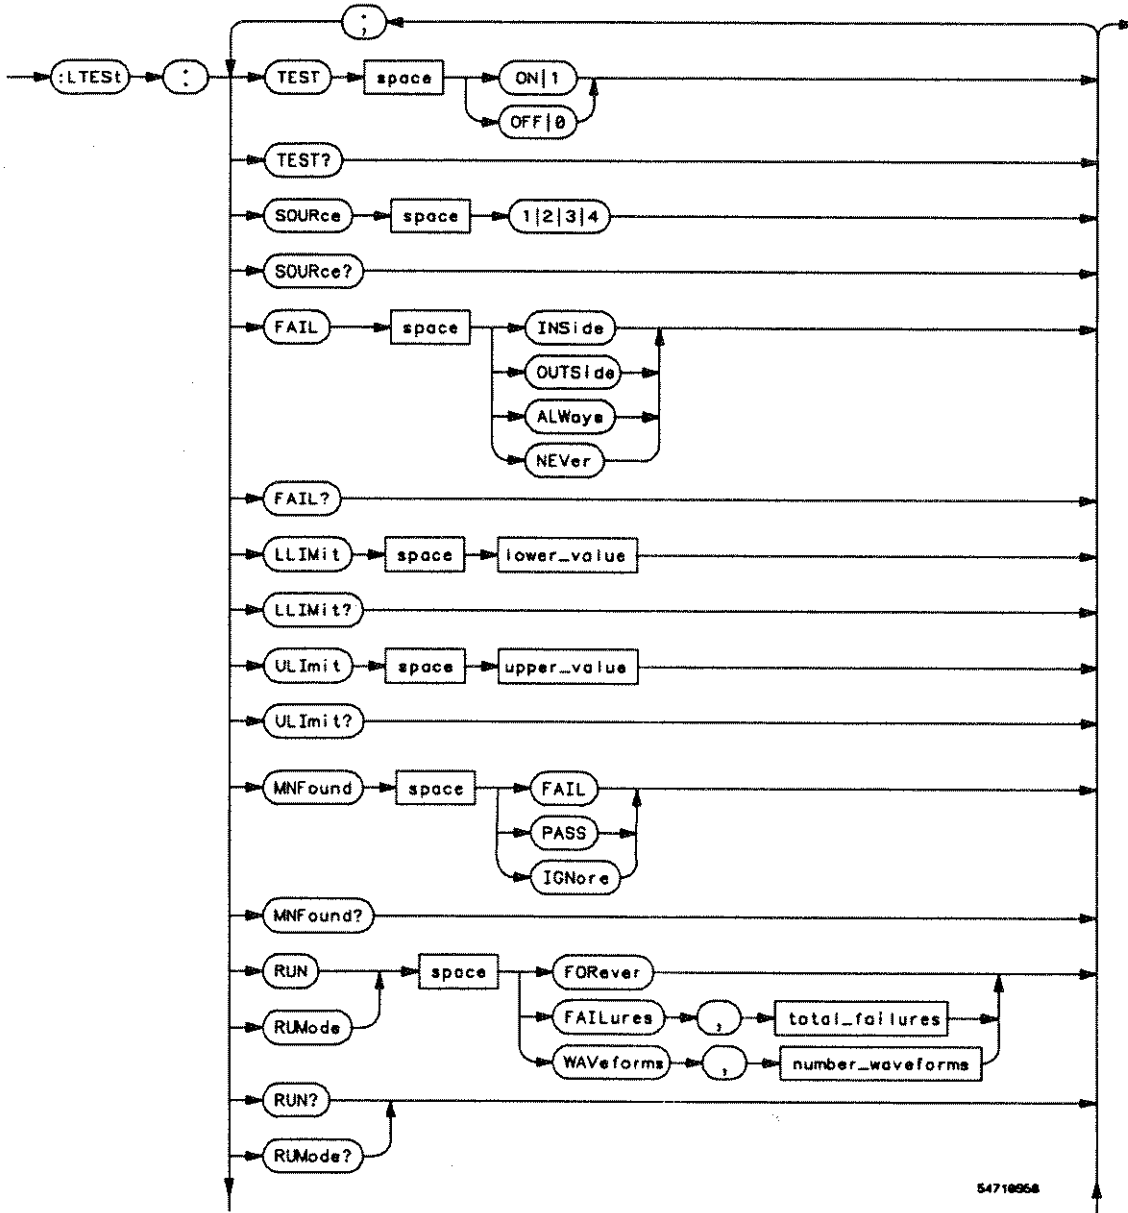 ;
:LTESt : TEST space ON|1
OFF|0
TEST?
SOURce space 1|2|3|4
SOURce?
FAIL space INSide
OUTSide
ALWays
NEVer
FAIL?
LLIMit space lower_value
LLIMit?
ULImit space upper_value
ULImit?
MNFound space FAIL
PASS
IGNore
MNFound?
RUN space FORever
RUMode FAILures , total_failures
WAVeforms , number_waveforms
RUN?
RUMode?